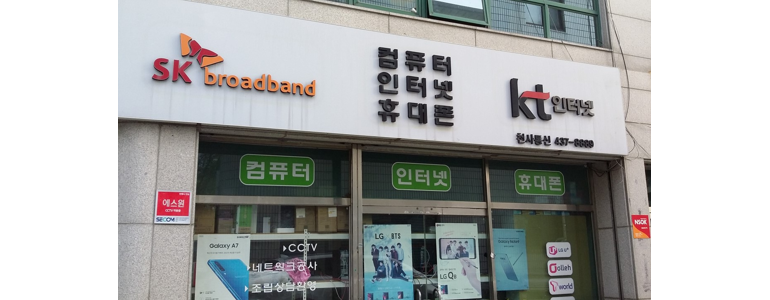 SK broadband
컴퓨터
인터넷
휴대폰
kt 인터넷
천사통신 437-8889
컴퓨터
인터넷
휴대폰
에스원
SECOM
Galaxy A7
▸CCTV
▸네트워크공사
▸조립상담환영
LG BTS
LG Q8
LG U+
olleh
T world